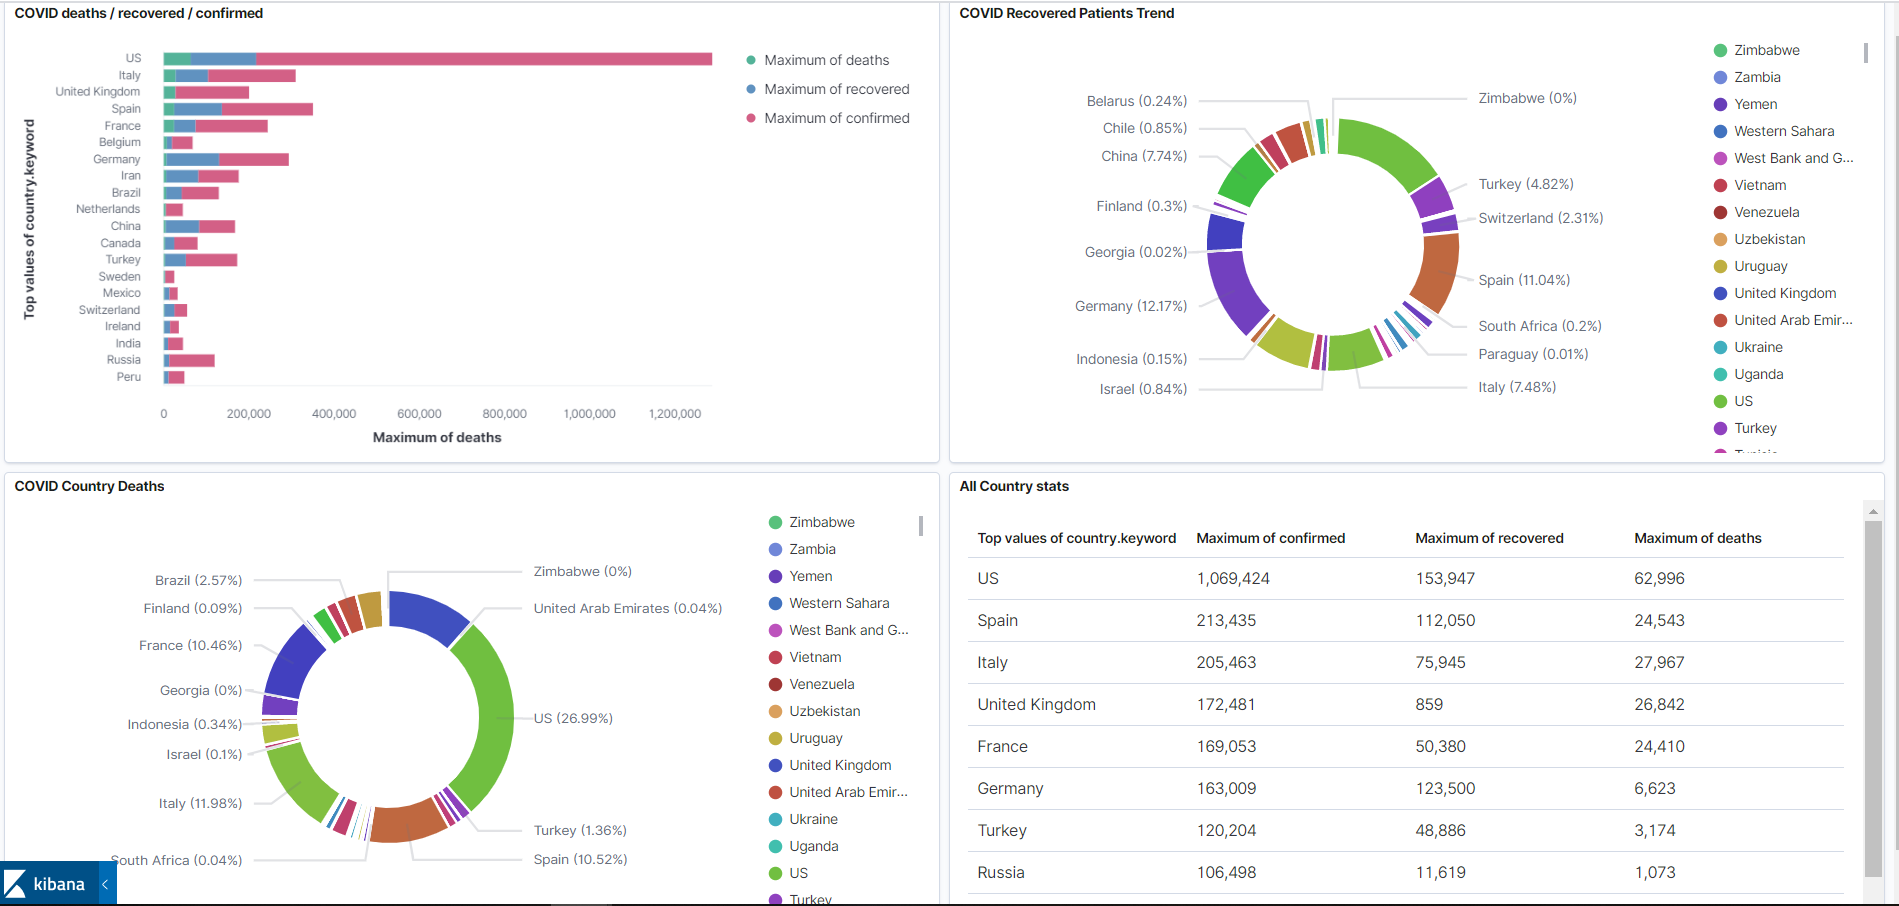 COVID deaths / recovered / confirmed
Top values of country.keyword
US
Italy
United Kingdom
Spain
France
Belgium
Germany
Iran
Brazil
Netherlands
China
Canada
Turkey
Sweden
Mexico
Switzerland
Ireland
India
Russia
Peru
0 200,000 400,000 600,000 800,000 1,000,000 1,200,000
Maximum of deaths
Maximum of deaths
Maximum of recovered
Maximum of confirmed
COVID Recovered Patients Trend
Belarus (0.24%)
Chile (0.85%)
China (7.74%)
Finland (0.3%)
Georgia (0.02%)
Germany (12.17%)
Indonesia (0.15%)
Israel (0.84%)
Zimbabwe (0%)
Turkey (4.82%)
Switzerland (2.31%)
Spain (11.04%)
South Africa (0.2%)
Paraguay (0.01%)
Italy (7.48%)
Zimbabwe
Zambia
Yemen
Western Sahara
West Bank and G...
Vietnam
Venezuela
Uzbekistan
Uruguay
United Kingdom
United Arab Emir...
Ukraine
Uganda
US
Turkey
COVID Country Deaths
Brazil (2.57%)
Finland (0.09%)
France (10.46%)
Georgia (0%)
Indonesia (0.34%)
Israel (0.1%)
Italy (11.98%)
South Africa (0.04%)
Zimbabwe (0%)
United Arab Emirates (0.04%)
US (26.99%)
Turkey (1.36%)
Spain (10.52%)
Zimbabwe
Zambia
Yemen
Western Sahara
West Bank and G...
Vietnam
Venezuela
Uzbekistan
Uruguay
United Kingdom
United Arab Emir...
Ukraine
Uganda
US
Turkey
All Country stats
Top values of country.keyword Maximum of confirmed Maximum of recovered Maximum of deaths
US 1,069,424 153,947 62,996
Spain 213,435 112,050 24,543
Italy 205,463 75,945 27,967
United Kingdom 172,481 859 26,842
France 169,053 50,380 24,410
Germany 163,009 123,500 6,623
Turkey 120,204 48,886 3,174
Russia 106,498 11,619 1,073
kibana